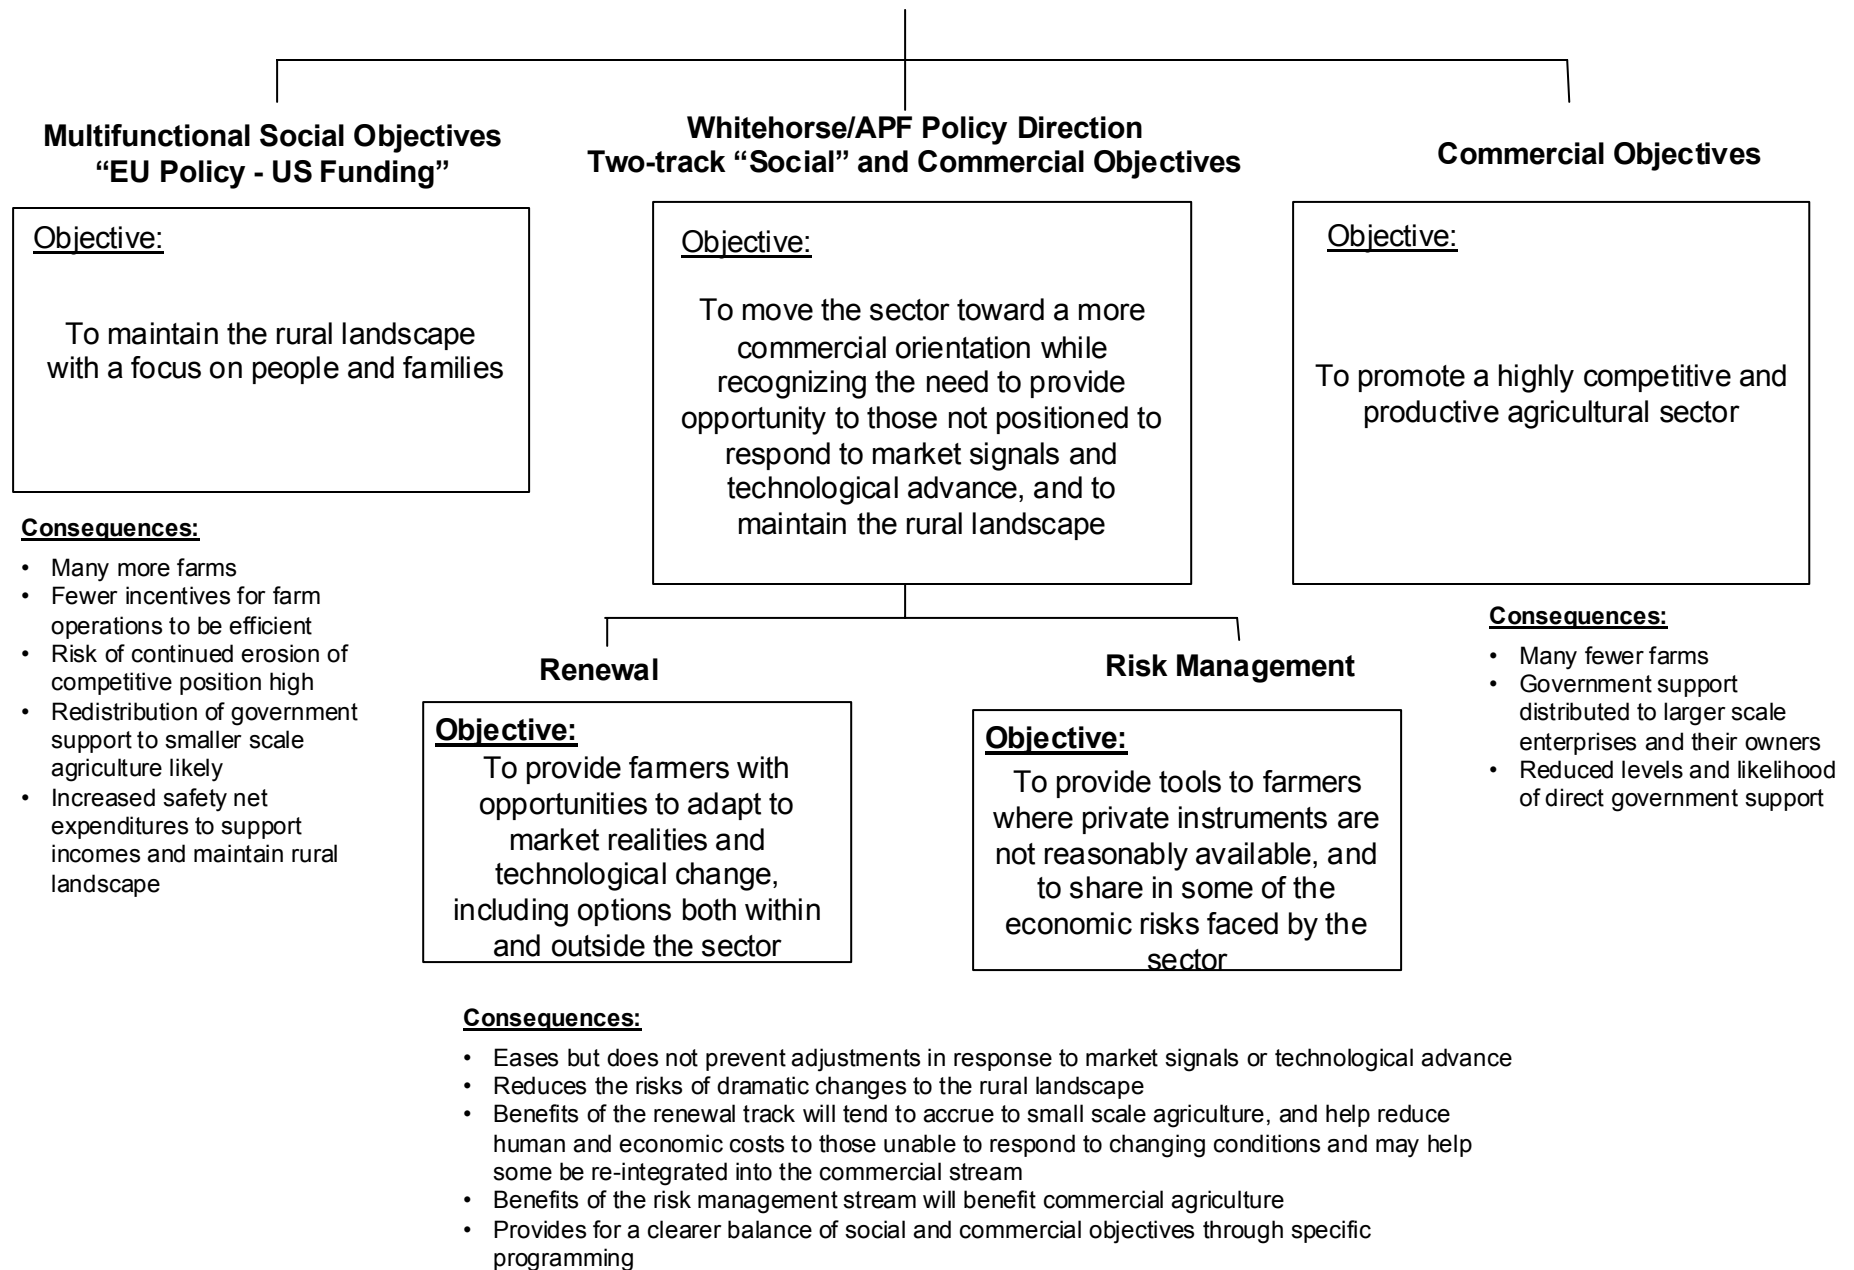 Multifunctional Social Objectives
“EU Policy - US Funding”
Objective:
To maintain the rural landscape
with a focus on people and families
Consequences:
• Many more farms
• Fewer incentives for farm
operations to be efficient
• Risk of continued erosion of
competitive position high
• Redistribution of government
support to smaller scale
agriculture likely
• Increased safety net
expenditures to support
incomes and maintain rural
landscape
Whitehorse/APF Policy Direction
Two-track “Social” and Commercial Objectives
Objective:
To move the sector toward a more
commercial orientation while
recognizing the need to provide
opportunity to those not positioned to
respond to market signals and
technological advance, and to
maintain the rural landscape
Renewal
Objective:
To provide farmers with
opportunities to adapt to
market realities and
technological change,
including options both within
and outside the sector
Risk Management
Objective:
To provide tools to farmers
where private instruments are
not reasonably available, and
to share in some of the
economic risks faced by the
sector
Consequences:
• Eases but does not prevent adjustments in response to market signals or technological advance
• Reduces the risks of dramatic changes to the rural landscape
• Benefits of the renewal track will tend to accrue to small scale agriculture, and help reduce
human and economic costs to those unable to respond to changing conditions and may help
some be re-integrated into the commercial stream
• Benefits of the risk management stream will benefit commercial agriculture
• Provides for a clearer balance of social and commercial objectives through specific
programming
Commercial Objectives
Objective:
To promote a highly competitive and
productive agricultural sector
Consequences:
• Many fewer farms
• Government support
distributed to larger scale
enterprises and their owners
• Reduced levels and likelihood
of direct government support